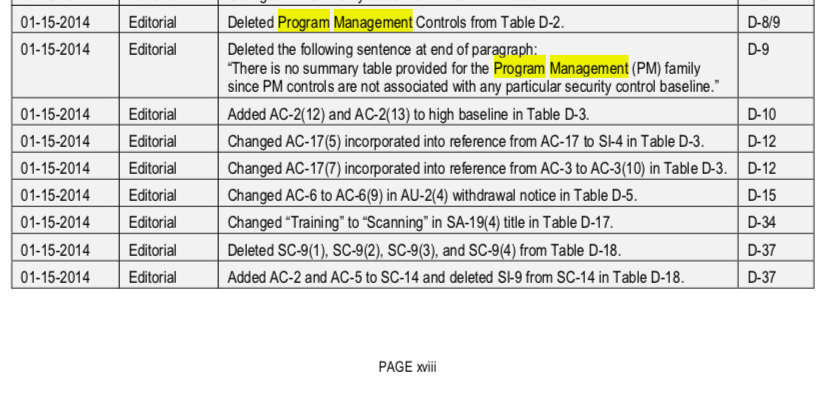 01-15-2014 Editorial Deleted Program Management Controls from Table D-2. D-8/9
01-15-2014 Editorial Deleted the following sentence at end of paragraph: D-9
“There is no summary table provided for the Program Management (PM) family
since PM controls are not associated with any particular security control baseline.”
01-15-2014 Editorial Added AC-2(12) and AC-2(13) to high baseline in Table D-3. D-10
01-15-2014 Editorial Changed AC-17(5) incorporated into reference from AC-17 to SI-4 in Table D-3. D-12
01-15-2014 Editorial Changed AC-17(7) incorporated into reference from AC-3 to AC-3(10) in Table D-3. D-12
01-15-2014 Editorial Changed AC-6 to AC-6(9) in AU-2(4) withdrawal notice in Table D-5. D-15
01-15-2014 Editorial Changed “Training” to “Scanning” in SA-19(4) title in Table D-17. D-34
01-15-2014 Editorial Deleted SC-9(1), SC-9(2), SC-9(3), and SC-9(4) from Table D-18. D-37
01-15-2014 Editorial Added AC-2 and AC-5 to SC-14 and deleted SI-9 from SC-14 in Table D-18. D-37
PAGE xviii